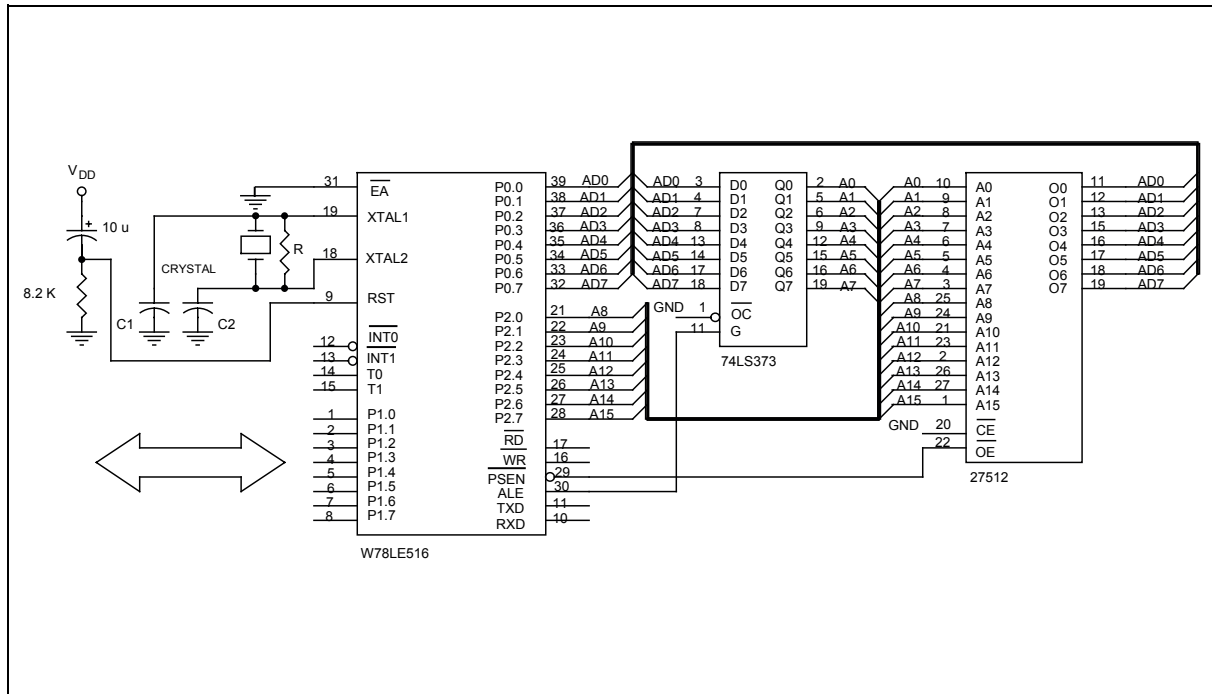 VDD
10 u
8.2 K
C1
C2
CRYSTAL
R
31 EA
19 XTAL1
18 XTAL2
9 RST
12 INT0
13 INT1
14 T0
15 T1
1 P1.0
2 P1.1
3 P1.2
4 P1.3
5 P1.4
6 P1.5
7 P1.6
8 P1.7
P0.0 39 AD0
P0.1 38 AD1
P0.2 37 AD2
P0.3 36 AD3
P0.4 35 AD4
P0.5 34 AD5
P0.6 33 AD6
P0.7 32 AD7
P2.0 21 A8
P2.1 22 A9
P2.2 23 A10
P2.3 24 A11
P2.4 25 A12
P2.5 26 A13
P2.6 27 A14
P2.7 28 A15
RD 17
WR 16
PSEN 29
ALE 30
TXD 11
RXD 10
W78LE516
AD0 3 D0 Q0 2 A0
AD1 4 D1 Q1 5 A1
AD2 7 D2 Q2 6 A2
AD3 8 D3 Q3 9 A3
AD4 13 D4 Q4 12 A4
AD5 14 D5 Q5 15 A5
AD6 17 D6 Q6 16 A6
AD7 18 D7 Q7 19 A7
GND 1 OC
11 G
74LS373
A0 10 A0 O0 11 AD0
A1 9 A1 O1 12 AD1
A2 8 A2 O2 13 AD2
A3 7 A3 O3 15 AD3
A4 6 A4 O4 16 AD4
A5 5 A5 O5 17 AD5
A6 4 A6 O6 18 AD6
A7 3 A7 O7 19 AD7
A8 25 A8
A9 24 A9
A10 21 A10
A11 23 A11
A12 2 A12
A13 26 A13
A14 27 A14
A15 1 A15
GND 20 CE
22 OE
27512